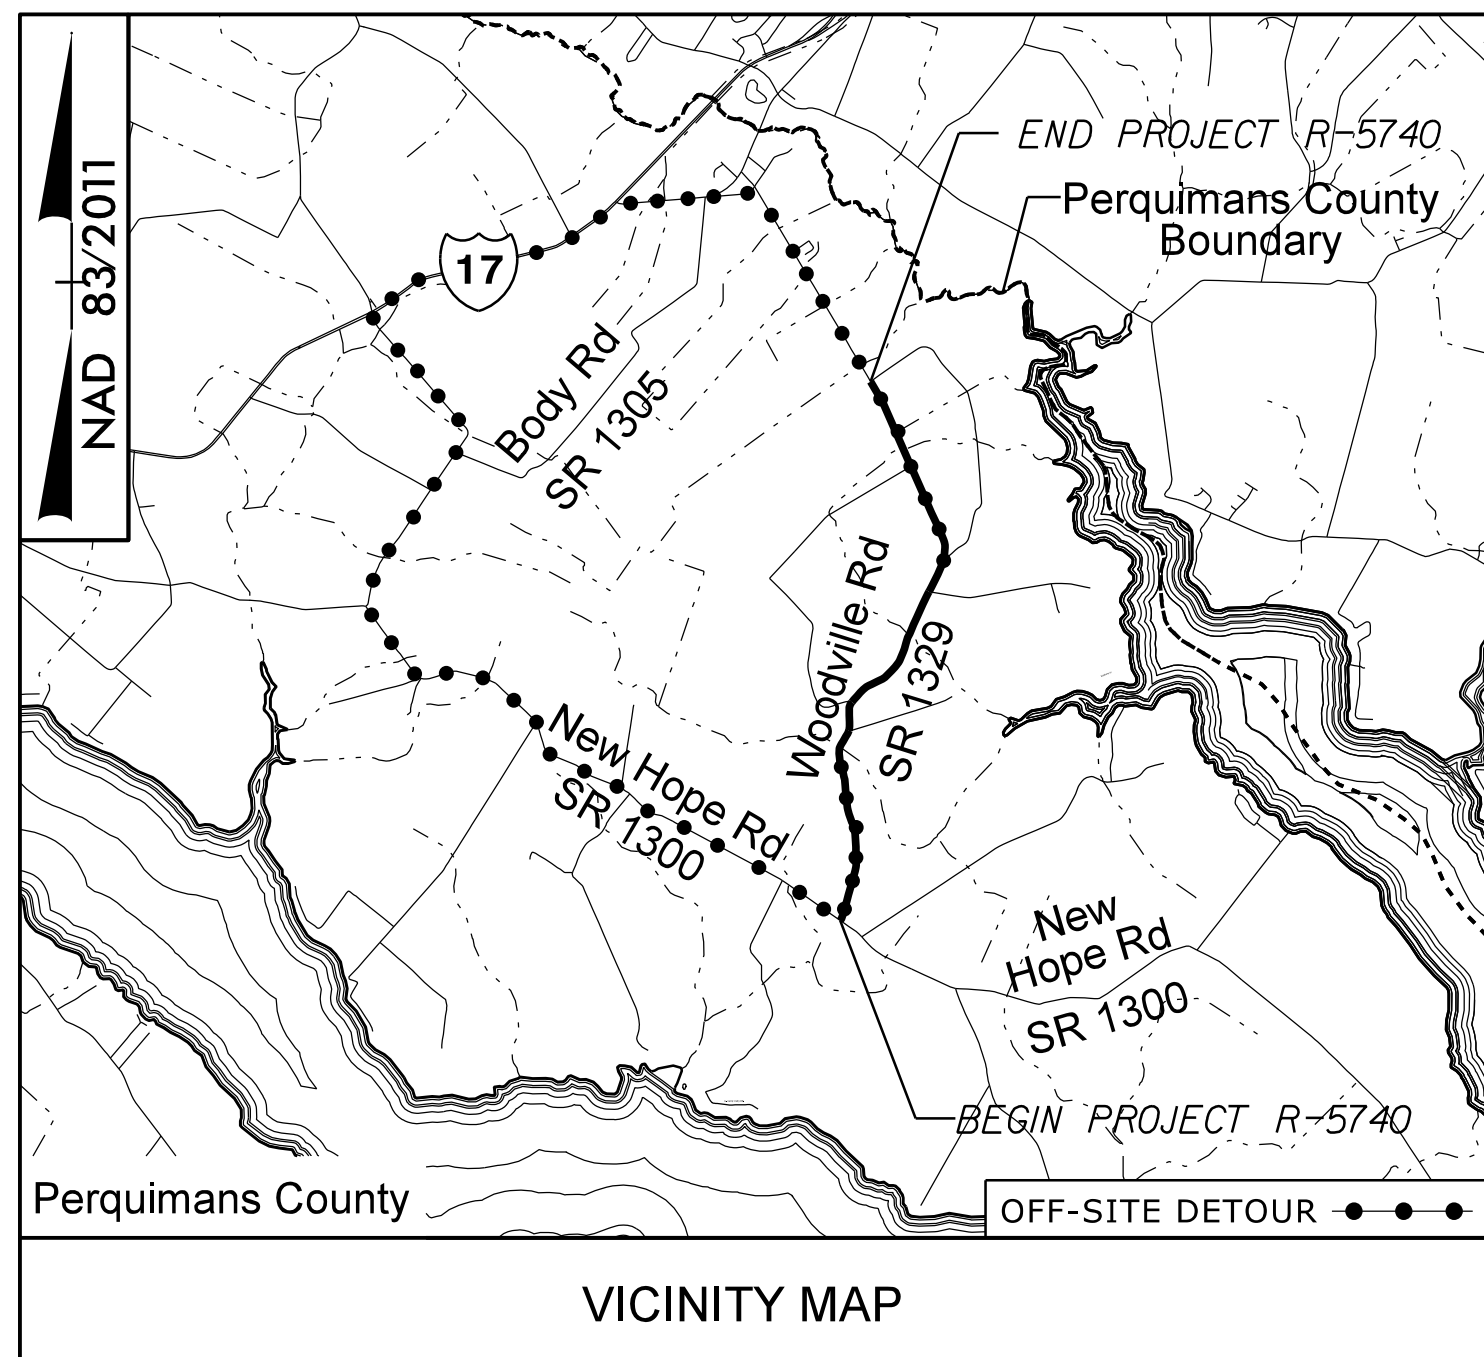 END PROJECT R-5740
Perquimans County
Boundary
NAD 83/2011
17
Body Rd
SR 1305
Woodville Rd
SR 1329
New Hope Rd
SR 1300
New
Hope Rd
SR 1300
BEGIN PROJECT R-5740
Perquimans County
OFF-SITE DETOUR
VICINITY MAP